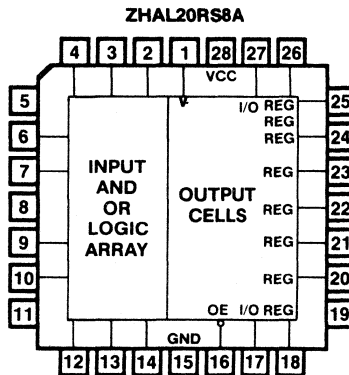 ZHAL20RS8A
4 3 2 1 28 27 26
VCC
5 I/O REG 25
REG
6 REG 24
7 INPUT REG 23
AND
8 OR OUTPUT REG 22
LOGIC CELLS
9 ARRAY REG 21
10 REG 20
11 OE I/O REG 19
GND
12 13 14 15 16 17 18